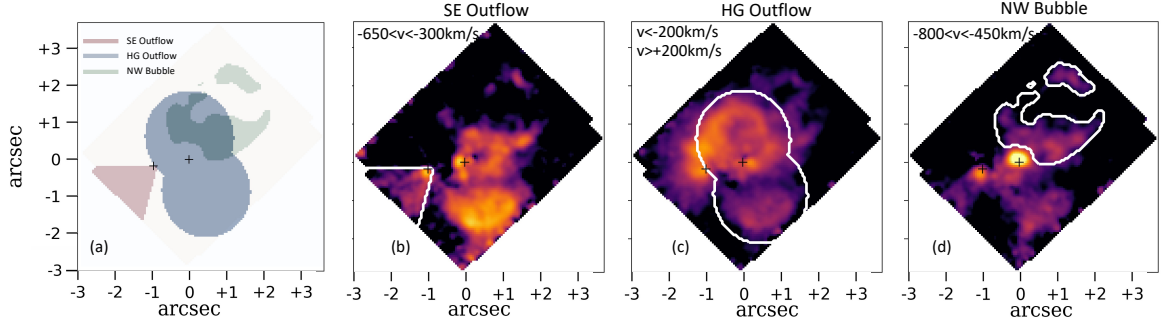 SE Outflow
HG Outflow
NW Bubble
SE Outflow
HG Outflow
NW Bubble
-650<v<-300km/s
v<-200km/s
v>+200km/s
-800<v<-450km/s
+3
+2
+1
0
-1
-2
-3
arcsec
(a)
(b)
(c)
(d)
-3 -2 -1 0 +1 +2 +3
-3 -2 -1 0 +1 +2 +3
-3 -2 -1 0 +1 +2 +3
-3 -2 -1 0 +1 +2 +3
arcsec
arcsec
arcsec
arcsec